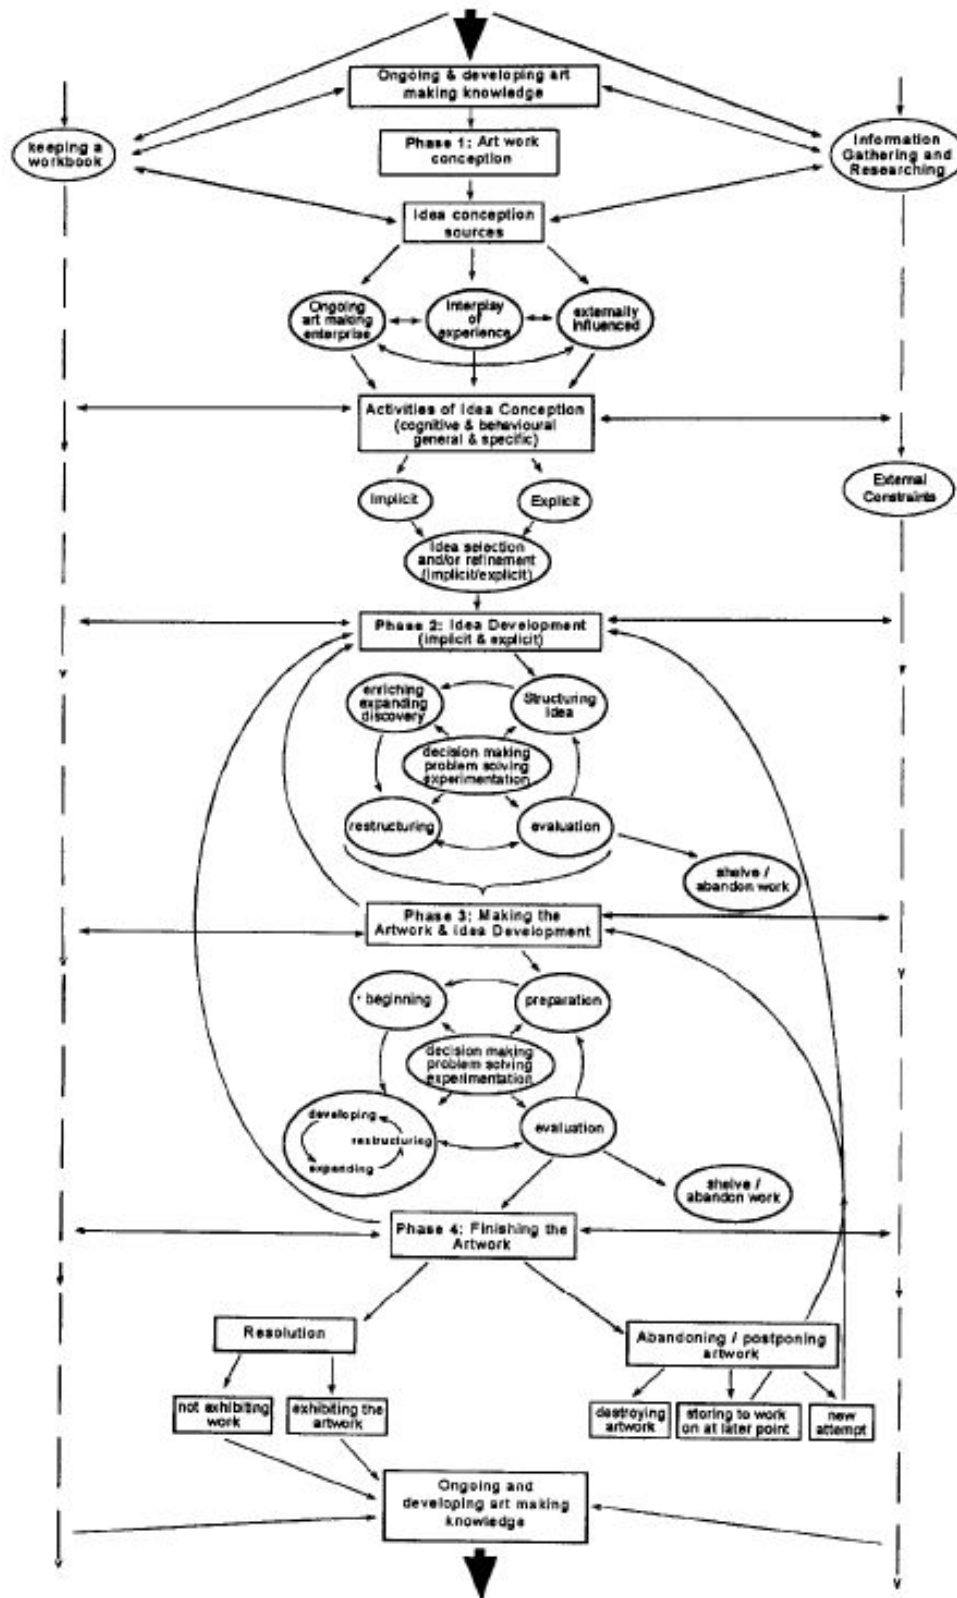 Ongoing & developing art
making knowledge
keeping a
workbook
Phase 1: Art work
conception
Information
Gathering and
Researching
Idea conception
sources
Ongoing
art making
enterprise
Interplay
of
experience
externally
influenced
Activities of Idea Conception
(cognitive & behavioural
general & specific)
Implicit
Explicit
External
Constraints
Idea selection
and/or refinement
(implicit/explicit)
Phase 2: Idea Development
(implicit & explicit)
enriching
expanding
discovery
Structuring
Idea
decision making
problem solving
experimentation
restructuring
evaluation
shelve /
abandon work
Phase 3: Making the
Artwork & Idea Development
beginning
preparation
decision making
problem solving
experimentation
developing
restructuring
expanding
evaluation
shelve /
abandon work
Phase 4: Finishing the
Artwork
Resolution
Abandoning / postponing
artwork
not exhibiting
work
exhibiting the
artwork
destroying
artwork
storing to work
on at later point
new
attempt
Ongoing and
developing art making
knowledge